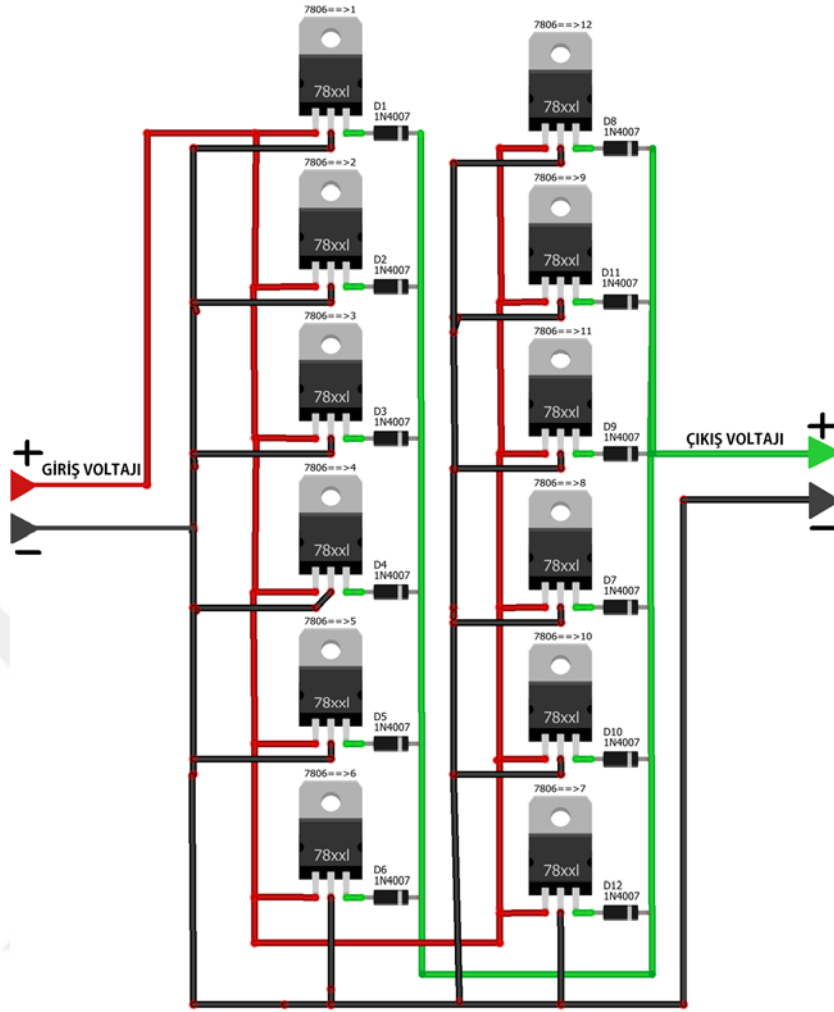 7806==>1
78xxl
D1
1N4007
7806==>2
78xxl
D2
1N4007
7806==>3
78xxl
D3
1N4007
+
GİRİŞ VOLTAJI
−
7806==>4
78xxl
D4
1N4007
7806==>5
78xxl
D5
1N4007
7806==>6
78xxl
D6
1N4007
7806==>12
78xxl
D8
1N4007
7806==>9
78xxl
D11
1N4007
7806==>11
78xxl
D9
1N4007
7806==>8
78xxl
D7
1N4007
7806==>10
78xxl
D10
1N4007
7806==>7
78xxl
D12
1N4007
ÇIKIŞ VOLTAJI
+
−